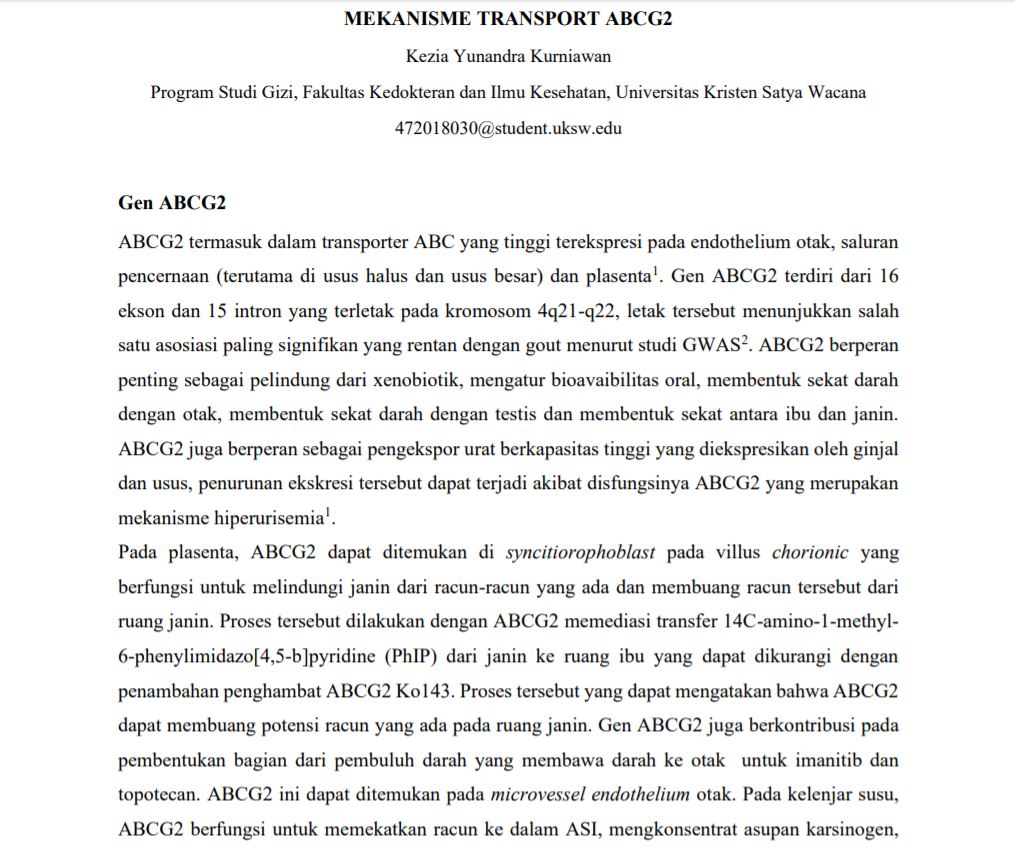 MEKANISME TRANSPORT ABCG2
Kezia Yunandra Kurniawan
Program Studi Gizi, Fakultas Kedokteran dan Ilmu Kesehatan, Universitas Kristen Satya Wacana
472018030@student.uksw.edu
Gen ABCG2
ABCG2 termasuk dalam transporter ABC yang tinggi terekspresi pada endothelium otak, saluran
pencernaan (terutama di usus halus dan usus besar) dan plasenta¹. Gen ABCG2 terdiri dari 16
ekson dan 15 intron yang terletak pada kromosom 4q21-q22, letak tersebut menunjukkan salah
satu asosiasi paling signifikan yang rentan dengan gout menurut studi GWAS². ABCG2 berperan
penting sebagai pelindung dari xenobiotik, mengatur bioavaibilitas oral, membentuk sekat darah
dengan otak, membentuk sekat darah dengan testis dan membentuk sekat antara ibu dan janin.
ABCG2 juga berperan sebagai pengekspor urat berkapasitas tinggi yang diekspresikan oleh ginjal
dan usus, penurunan ekskresi tersebut dapat terjadi akibat disfungsinya ABCG2 yang merupakan
mekanisme hiperurisemia¹.
Pada plasenta, ABCG2 dapat ditemukan di syncitiorophoblast pada villus chorionic yang
berfungsi untuk melindungi janin dari racun-racun yang ada dan membuang racun tersebut dari
ruang janin. Proses tersebut dilakukan dengan ABCG2 memediasi transfer 14C-amino-1-methyl-
6-phenylimidazo[4,5-b]pyridine (PhIP) dari janin ke ruang ibu yang dapat dikurangi dengan
penambahan penghambat ABCG2 Ko143. Proses tersebut yang dapat mengatakan bahwa ABCG2
dapat membuang potensi racun yang ada pada ruang janin. Gen ABCG2 juga berkontribusi pada
pembentukan bagian dari pembuluh darah yang membawa darah ke otak untuk imanitib dan
topotecan. ABCG2 ini dapat ditemukan pada microvessel endothelium otak. Pada kelenjar susu,
ABCG2 berfungsi untuk memekatkan racun ke dalam ASI, mengkonsentrat asupan karsinogen,